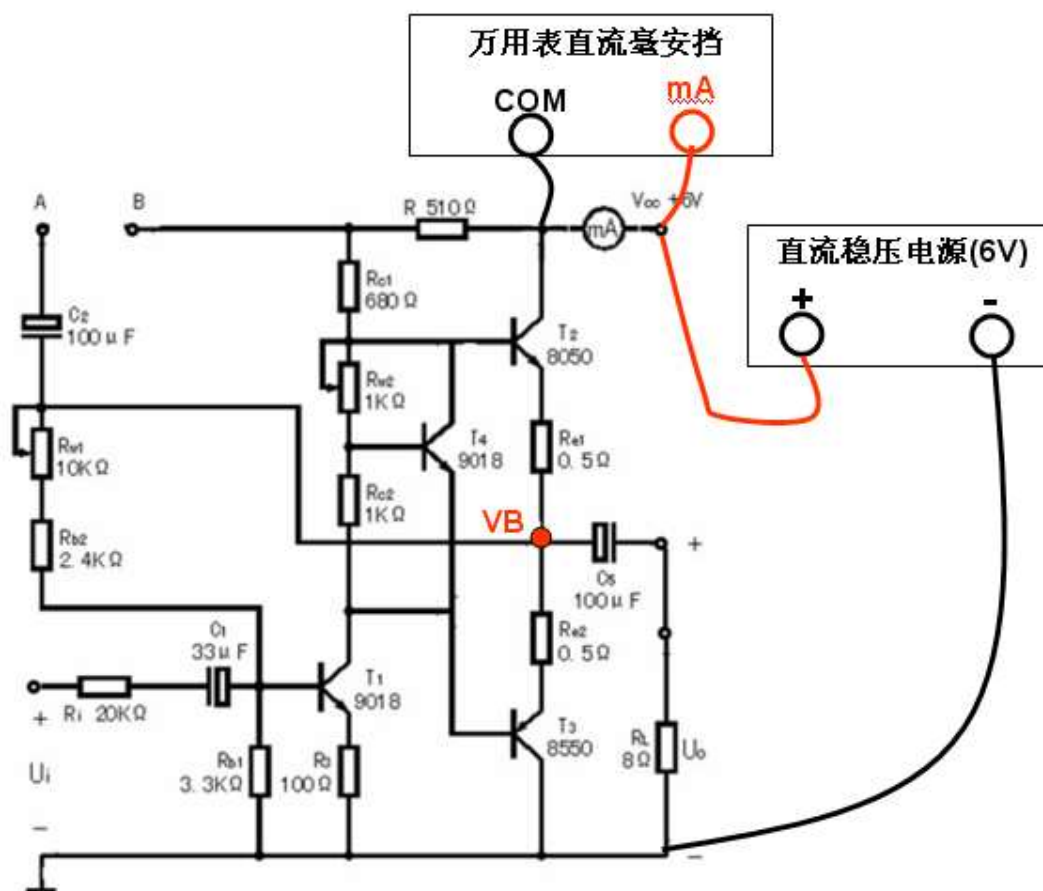 万用表直流毫安挡
COM
mA
A
B
R 510Ω
mA
Vcc +6V
直流稳压电源(6V)
+
-
Rc1
680Ω
C2
100μF
T2
8050
Rw2
1KΩ
Rw1
10KΩ
T4
9018
Re1
0.5Ω
Rc2
1KΩ
VB
+
Rb2
2.4KΩ
C5
100μF
C1
33μF
Re2
0.5Ω
+
T1
9018
Ri 20KΩ
+
T3
8550
RL
8Ω
Uo
Ui
Rb1
3.3KΩ
R3
100Ω
-
-